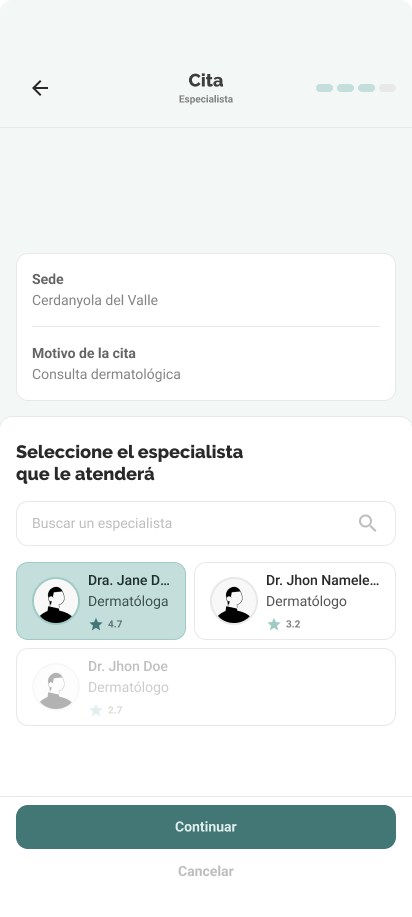 Cita
Especialista
Sede
Cerdanyola del Valle
Motivo de la cita
Consulta dermatológica
Seleccione el especialista
que le atenderá
Buscar un especialista
Dra. Jane D...
Dermatóloga
4.7
Dr. Jhon Namele...
Dermatólogo
3.2
Dr. Jhon Doe
Dermatólogo
2.7
Continuar
Cancelar